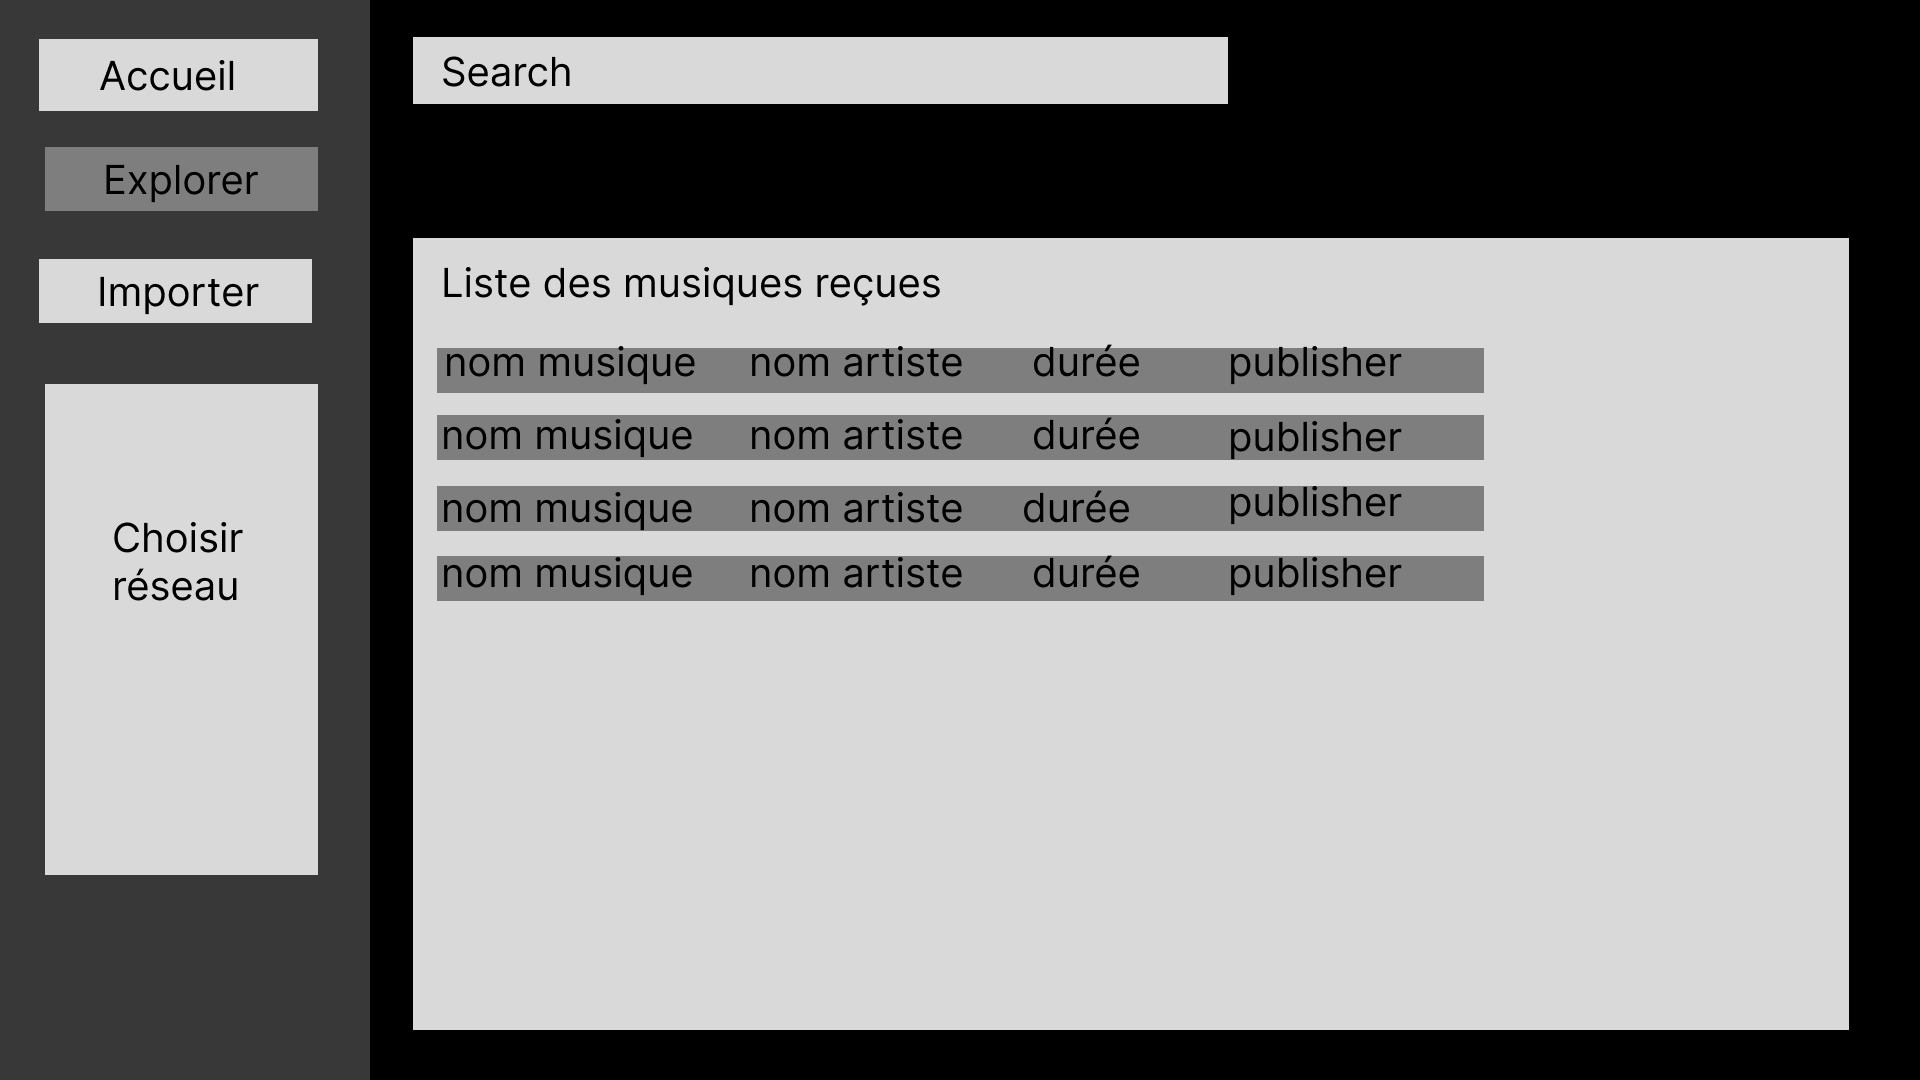 Accueil
Explorer
Importer
Choisir
réseau
Search
Liste des musiques reçues
nom musique nom artiste durée publisher
nom musique nom artiste durée publisher
nom musique nom artiste durée publisher
nom musique nom artiste durée publisher